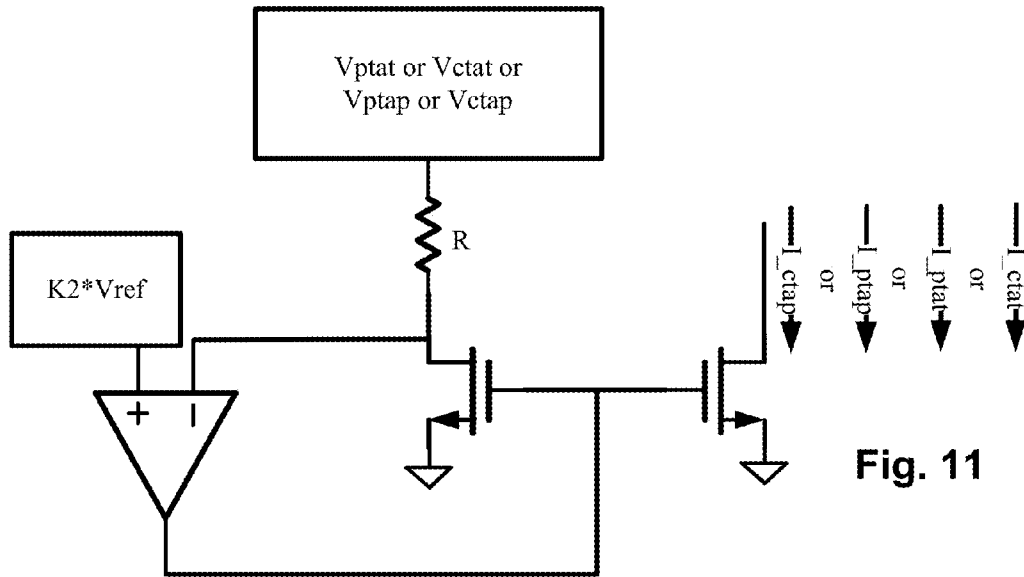 Vptat or Vctat or
Vptap or Vctap
R
K2*Vref
+
−
I_ctap
or
I_ptap
or
I_ptat
or
I_ctat
Fig. 11